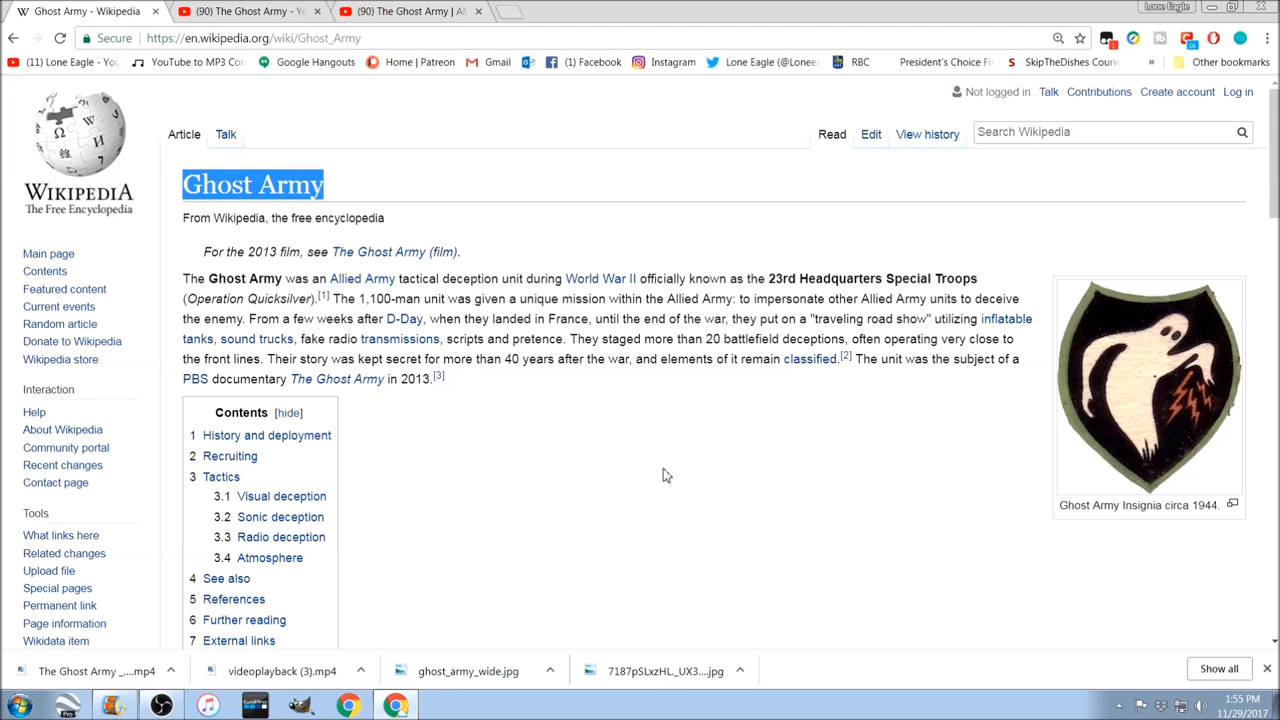 Ghost Army - Wikipedia
(90) The Ghost Army - Yo
(90) The Ghost Army | A
Lone Eagle
Secure
https://en.wikipedia.org/wiki/Ghost_Army
1
16
(11) Lone Eagle - You
YouTube to MP3 Con
Google Hangouts
Home | Patreon
Gmail
(1) Facebook
Instagram
Twitter
Lone Eagle (@Lonee
RBC
President's Choice Fi
SkipTheDishes Courie
»
Other bookmarks
Not logged in Talk Contributions Create account Log in
Article Talk
Read Edit View history
Search Wikipedia
WIKIPEDIA
The Free Encyclopedia
Main page
Contents
Featured content
Current events
Random article
Donate to Wikipedia
Wikipedia store
Interaction
Help
About Wikipedia
Community portal
Recent changes
Contact page
Tools
What links here
Related changes
Upload file
Special pages
Permanent link
Page information
Wikidata item
Ghost Army
From Wikipedia, the free encyclopedia
For the 2013 film, see The Ghost Army (film).
The Ghost Army was an Allied Army tactical deception unit during World War II officially known as the 23rd Headquarters Special Troops
(Operation Quicksilver).[1] The 1,100-man unit was given a unique mission within the Allied Army: to impersonate other Allied Army units to deceive
the enemy. From a few weeks after D-Day, when they landed in France, until the end of the war, they put on a "traveling road show" utilizing inflatable
tanks, sound trucks, fake radio transmissions, scripts and pretence. They staged more than 20 battlefield deceptions, often operating very close to
the front lines. Their story was kept secret for more than 40 years after the war, and elements of it remain classified.[2] The unit was the subject of a
PBS documentary The Ghost Army in 2013.[3]
Contents [hide]
1 History and deployment
2 Recruiting
3 Tactics
3.1 Visual deception
3.2 Sonic deception
3.3 Radio deception
3.4 Atmosphere
4 See also
5 References
6 Further reading
7 External links
Ghost Army Insignia circa 1944.
The Ghost Army _....mp4
videoplayback (3).mp4
ghost_army_wide.jpg
7187pSLxzHL._UX3...jpg
Show all
Pro
GoPro
1:55 PM
11/29/2017